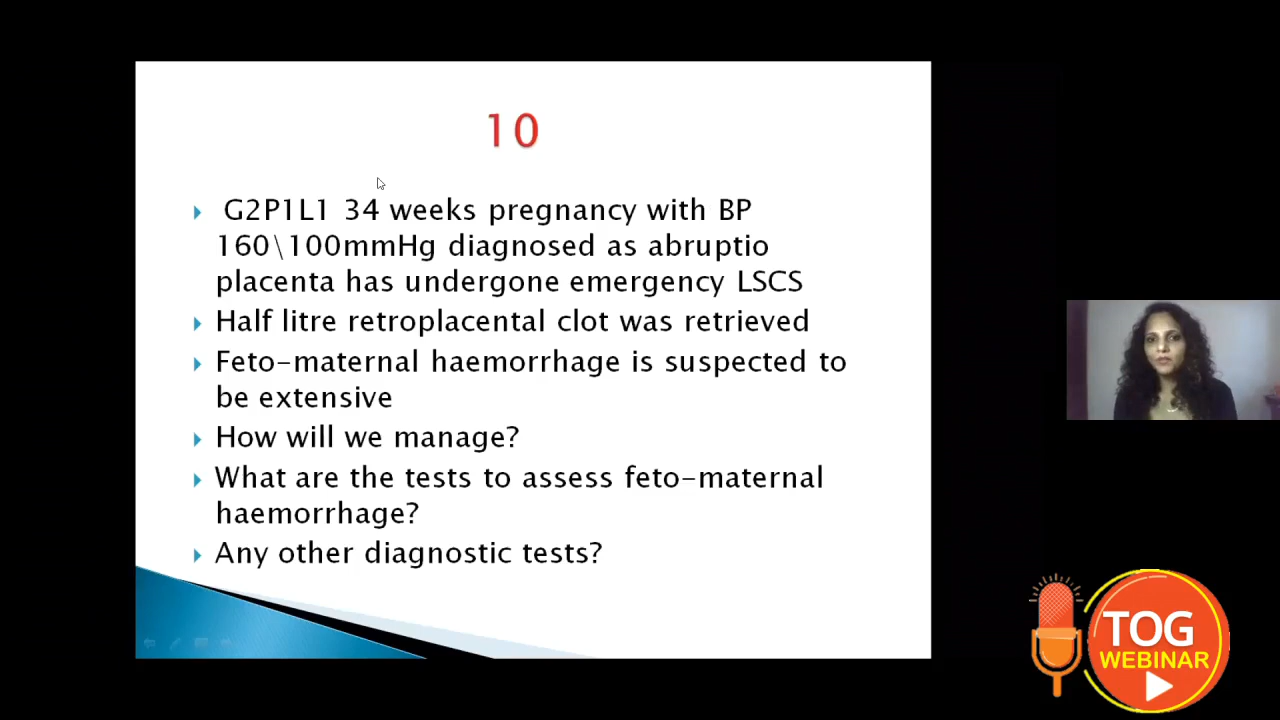 10
G2P1L1 34 weeks pregnancy with BP
160\100mmHg diagnosed as abruptio
placenta has undergone emergency LSCS
Half litre retroplacental clot was retrieved
Feto-maternal haemorrhage is suspected to
be extensive
How will we manage?
What are the tests to assess feto-maternal
haemorrhage?
Any other diagnostic tests?
TOG
WEBINAR